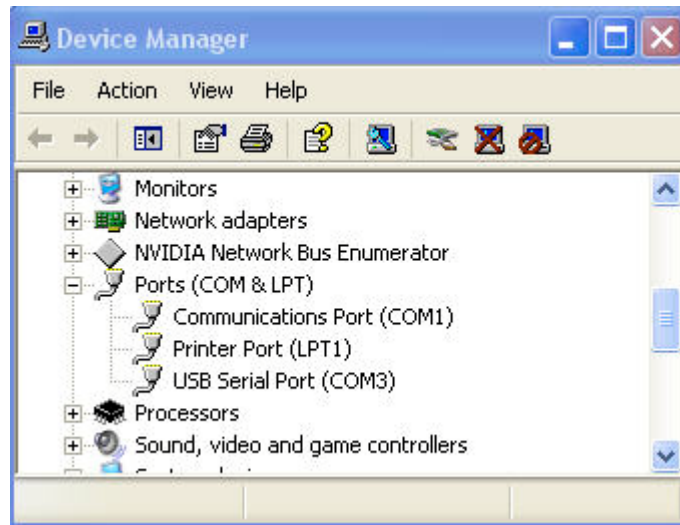 Device Manager
File Action View Help
Monitors
Network adapters
NVIDIA Network Bus Enumerator
Ports (COM & LPT)
Communications Port (COM1)
Printer Port (LPT1)
USB Serial Port (COM3)
Processors
Sound, video and game controllers